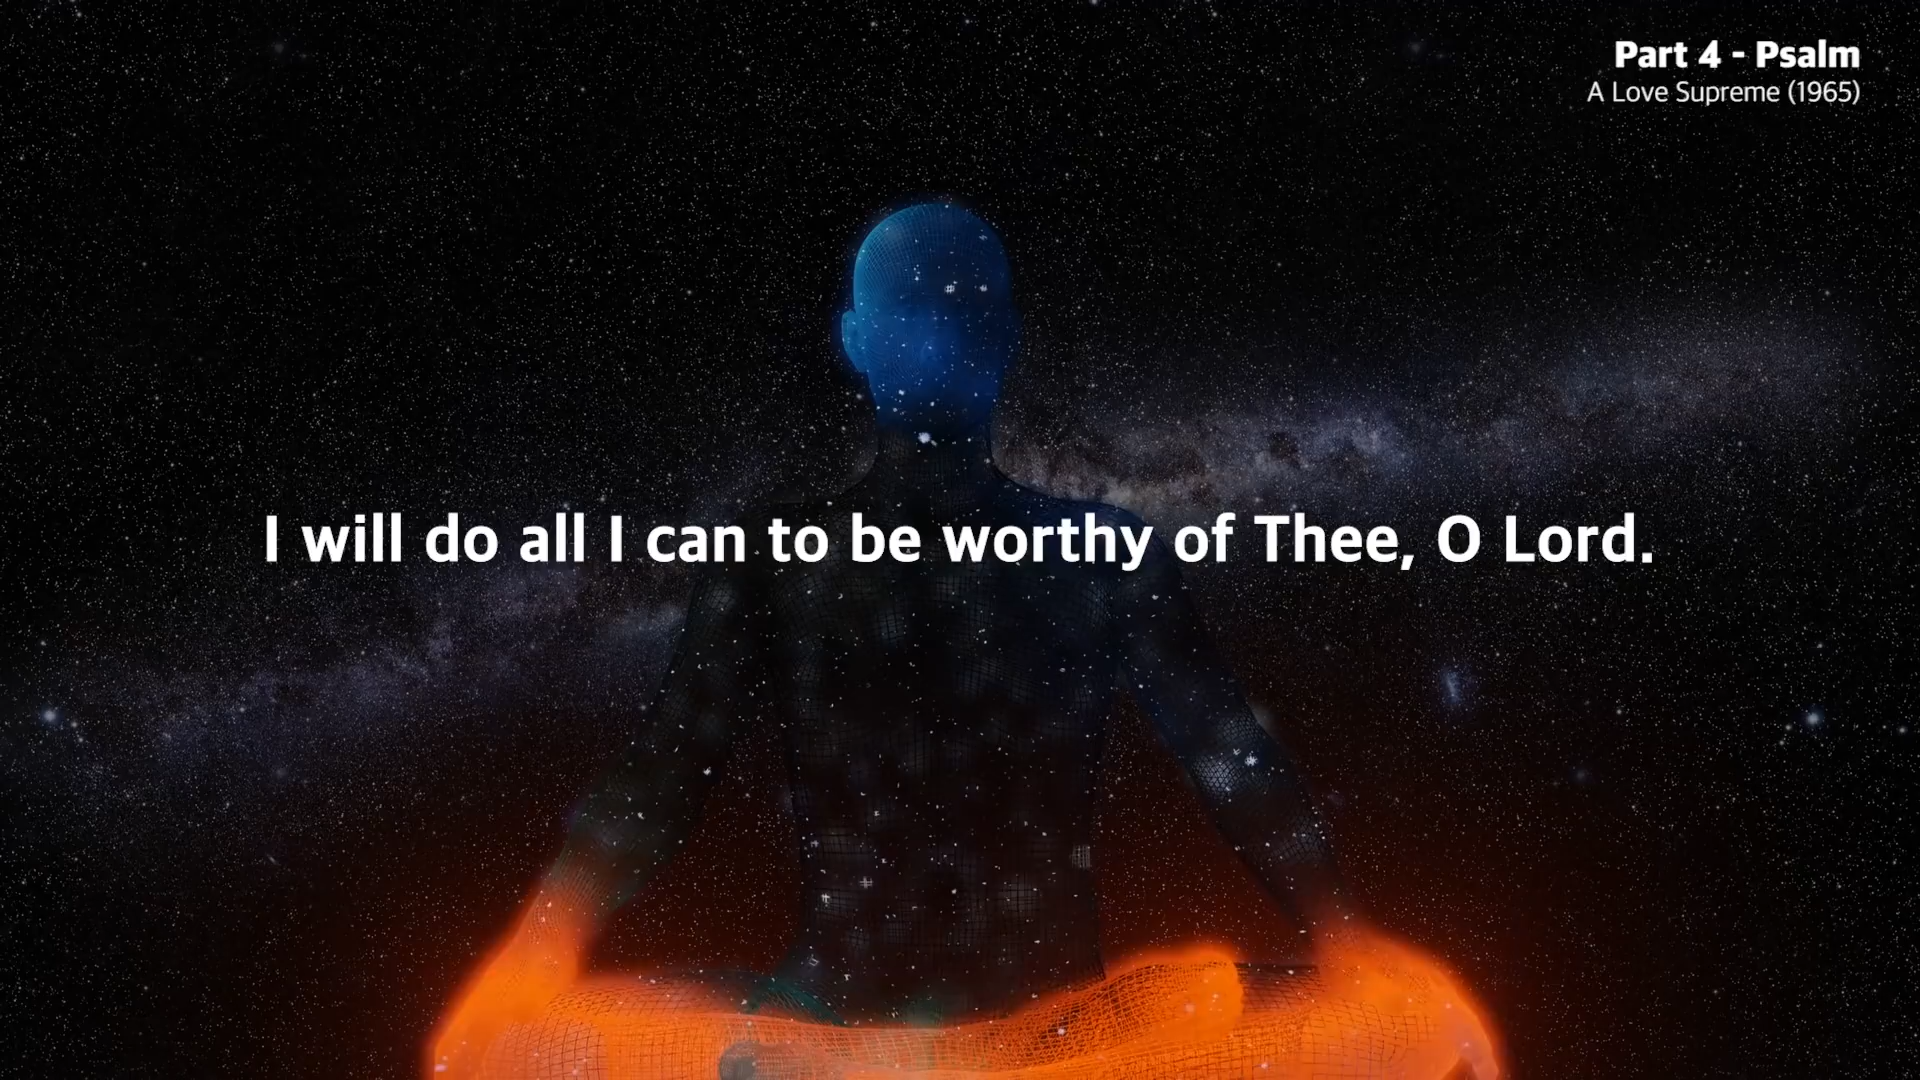 Part 4 - Psalm
A Love Supreme (1965)
I will do all I can to be worthy of Thee, O Lord.